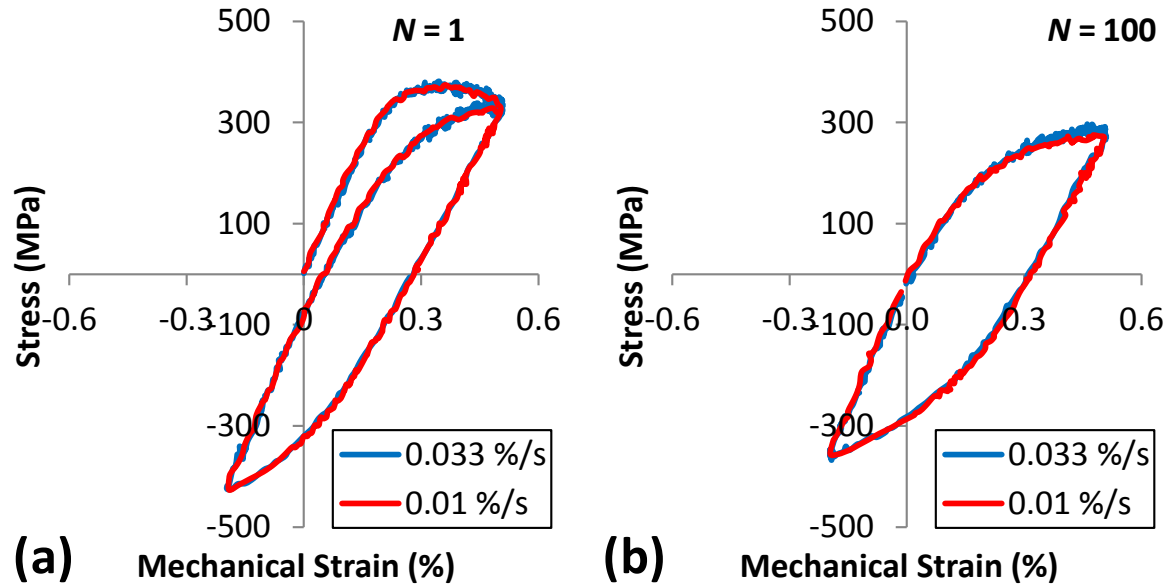 500
N = 1
300
100
-0.6
-0.3
0
0.3
0.6
-100
-300
-500
Stress (MPa)
Mechanical Strain (%)
0.033 %/s
0.01 %/s
(a)
500
N = 100
300
100
-0.6
-0.3
0
0.3
0.6
-100
-300
-500
Stress (MPa)
Mechanical Strain (%)
0.033 %/s
0.01 %/s
(b)